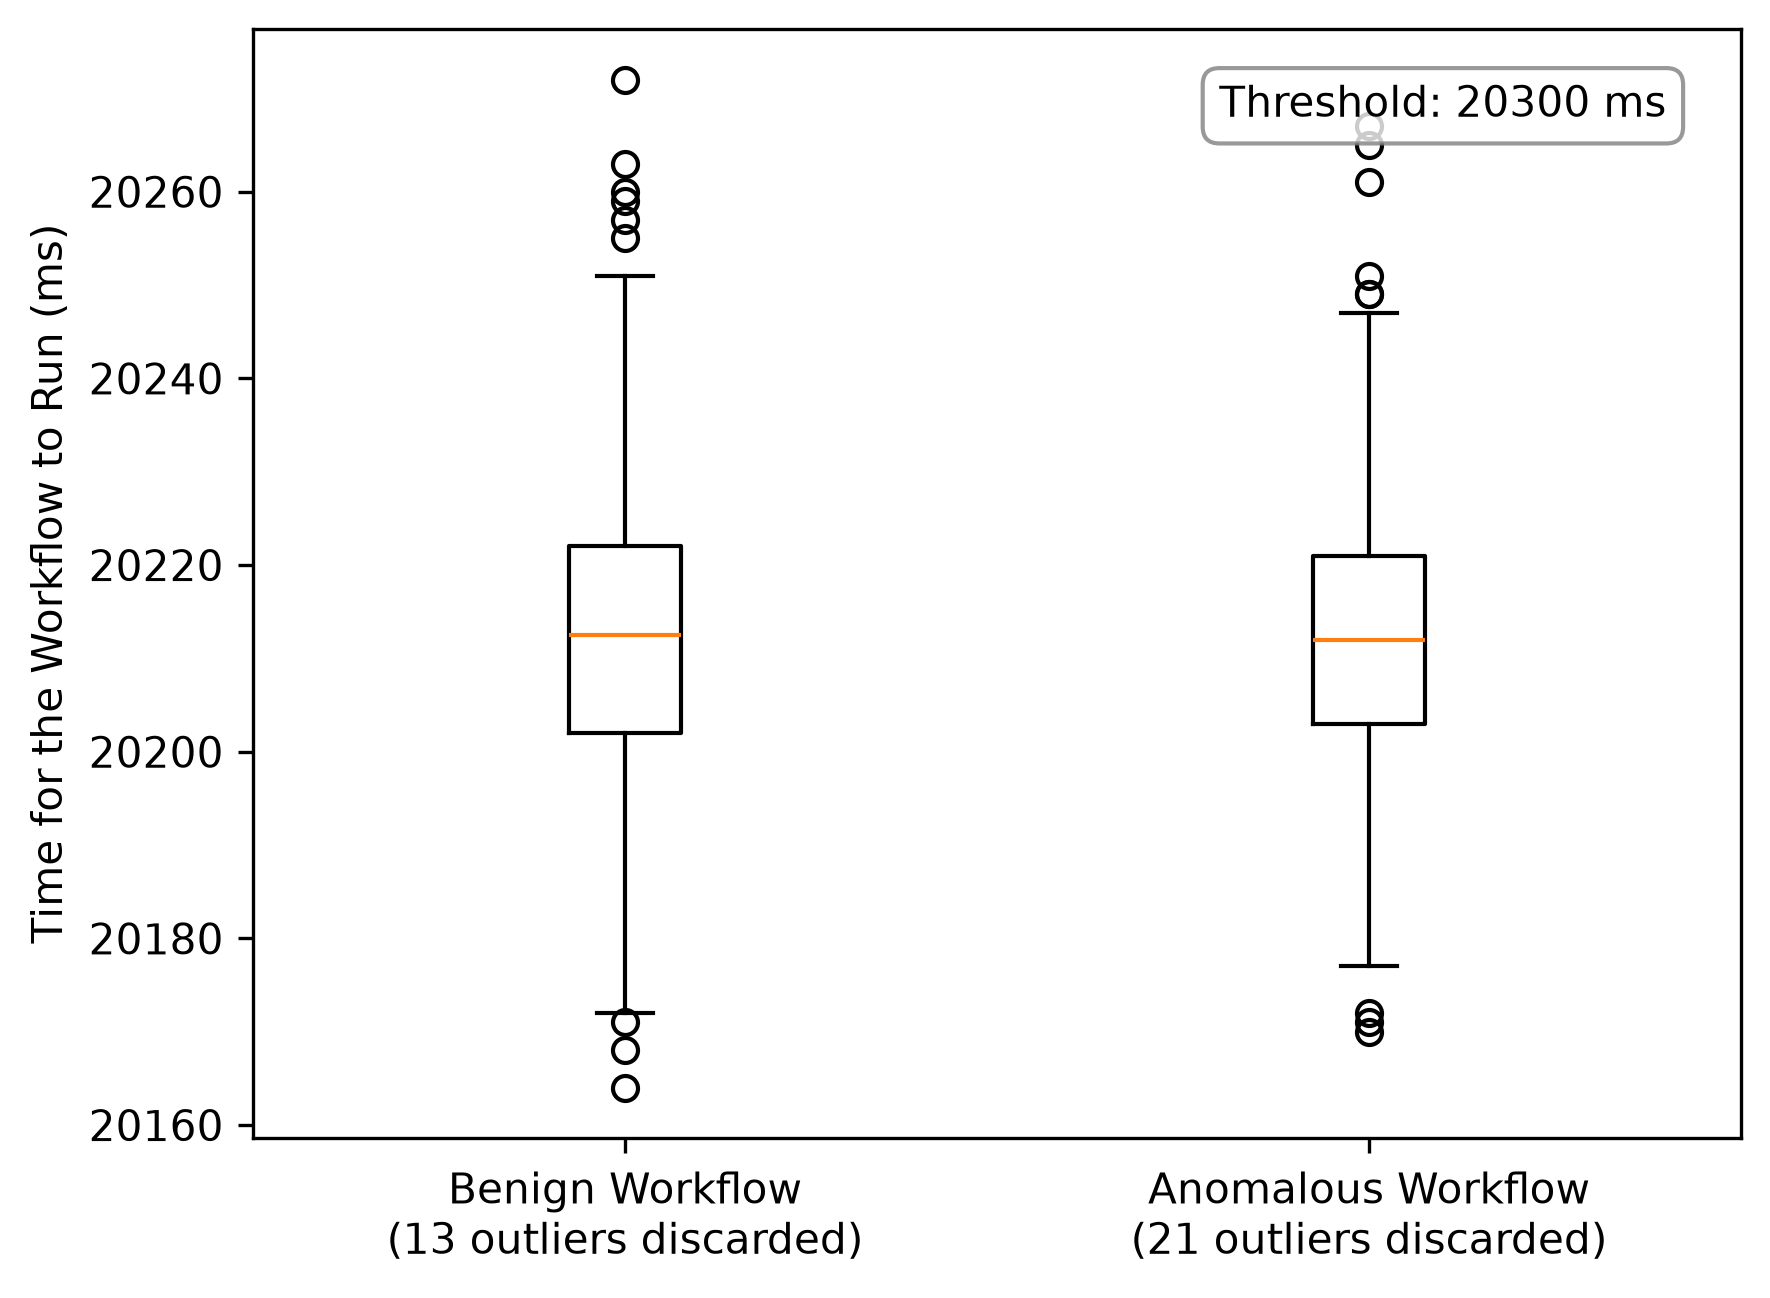 Threshold: 20300 ms
Time for the Workflow to Run (ms)
20260
20240
20220
20200
20180
20160
Benign Workflow
(13 outliers discarded)
Anomalous Workflow
(21 outliers discarded)